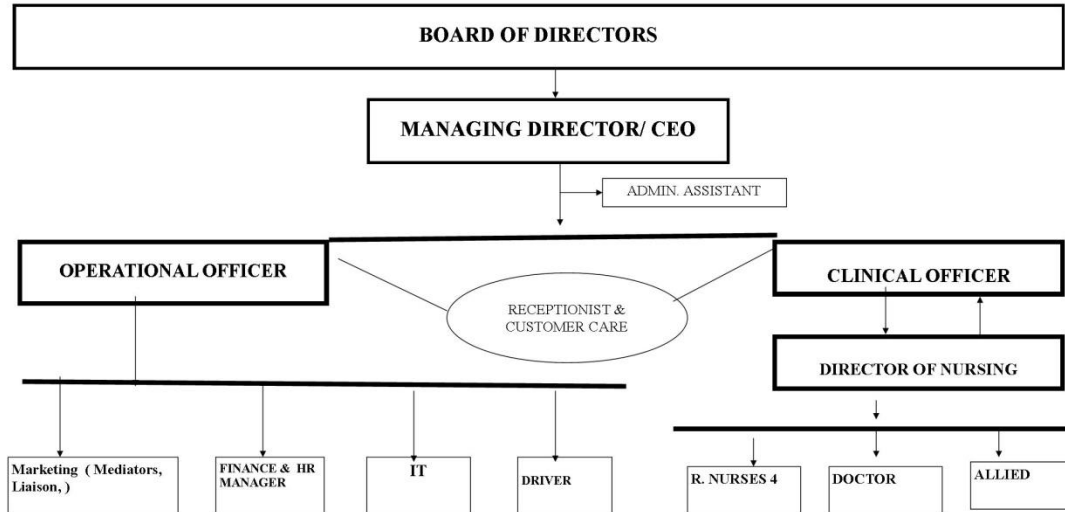 BOARD OF DIRECTORS
MANAGING DIRECTOR/ CEO
ADMIN. ASSISTANT
OPERATIONAL OFFICER
CLINICAL OFFICER
RECEPTIONIST &
CUSTOMER CARE
DIRECTOR OF NURSING
Marketing ( Mediators,
Liaison, )
FINANCE & HR
MANAGER
IT
DRIVER
R. NURSES 4
DOCTOR
ALLIED